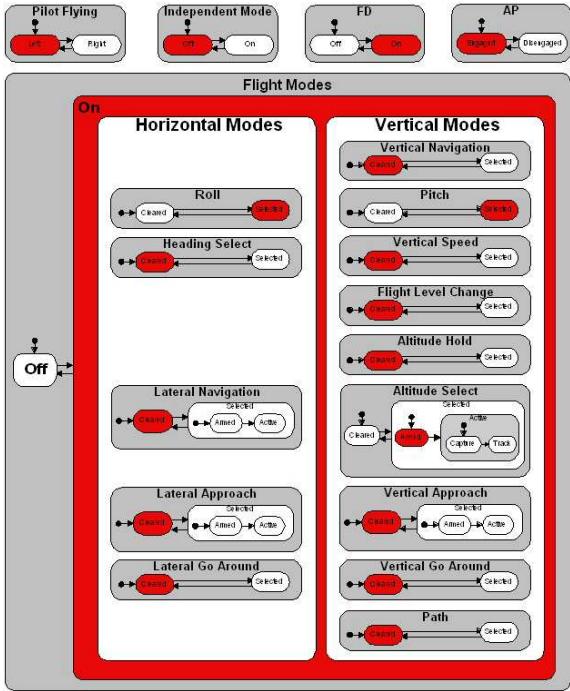 Pilot Flying
Left
Right
Independent Mode
Off
On
FD
Off
On
AP
Engaged
Disengaged
Flight Modes
Off
On
Horizontal Modes
Roll
Cleared
Selected
Heading Select
Cleared
Selected
Lateral Navigation
Cleared
Selected
Armed
Active
Lateral Approach
Cleared
Selected
Armed
Active
Lateral Go Around
Cleared
Selected
Vertical Modes
Vertical Navigation
Cleared
Selected
Pitch
Cleared
Selected
Vertical Speed
Cleared
Selected
Flight Level Change
Cleared
Selected
Altitude Hold
Cleared
Selected
Altitude Select
Cleared
Selected
Armed
Active
Capture
Track
Vertical Approach
Cleared
Selected
Armed
Active
Vertical Go Around
Cleared
Selected
Path
Cleared
Selected